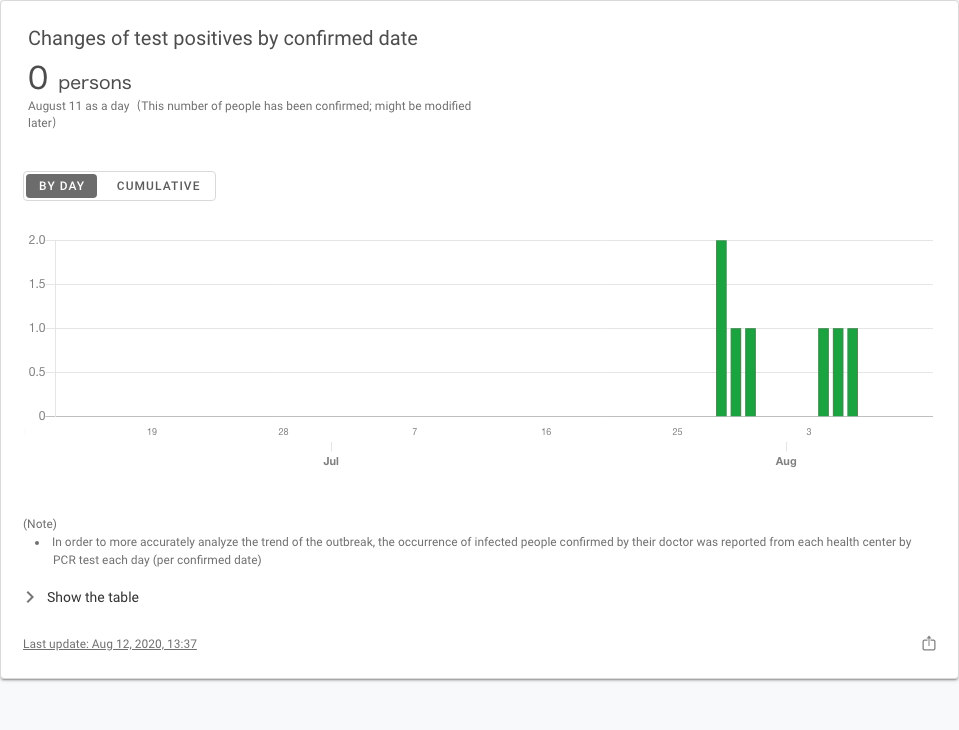 Changes of test positives by confirmed date
0 persons
August 11 as a day（This number of people has been confirmed; might be modified
later）
BY DAY CUMULATIVE
2.0
1.5
1.0
0.5
0
19 28 7 16 25 3
Jul Aug
(Note)
• In order to more accurately analyze the trend of the outbreak, the occurrence of infected people confirmed by their doctor was reported from each health center by
PCR test each day (per confirmed date)
Show the table
Last update: Aug 12, 2020, 13:37